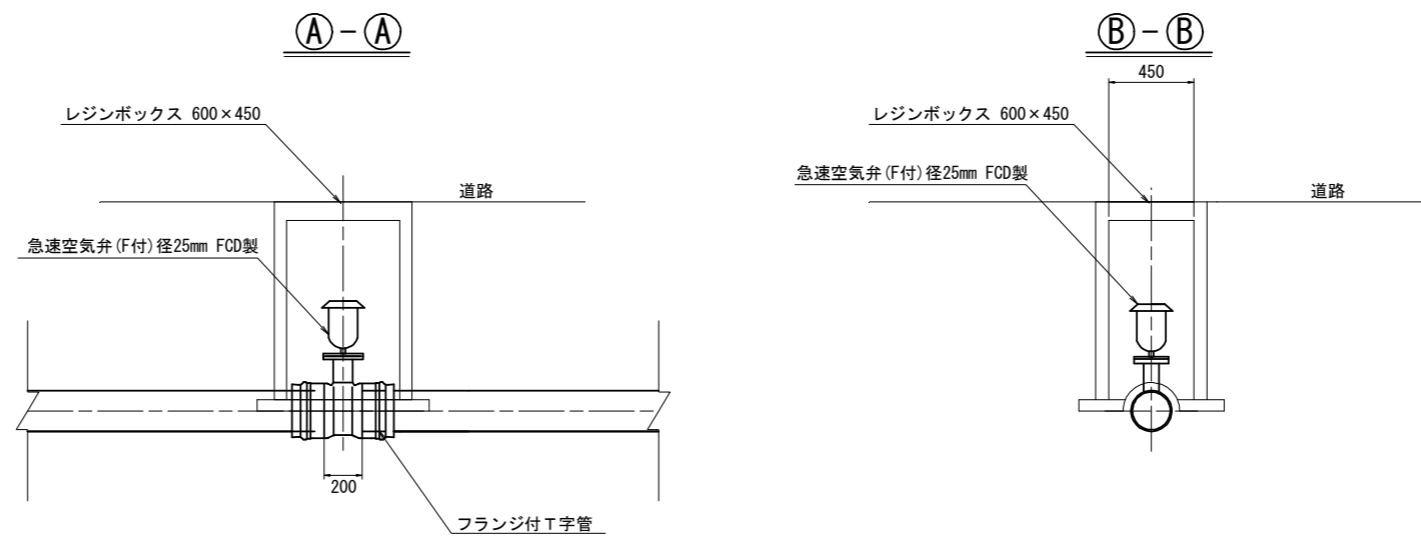 Ⓐ-Ⓐ
レジンボックス 600×450
道路
急速空気弁(F付)径25mm FCD製
200
フランジ付T字管
Ⓑ-Ⓑ
450
レジンボックス 600×450
急速空気弁(F付)径25mm FCD製
道路